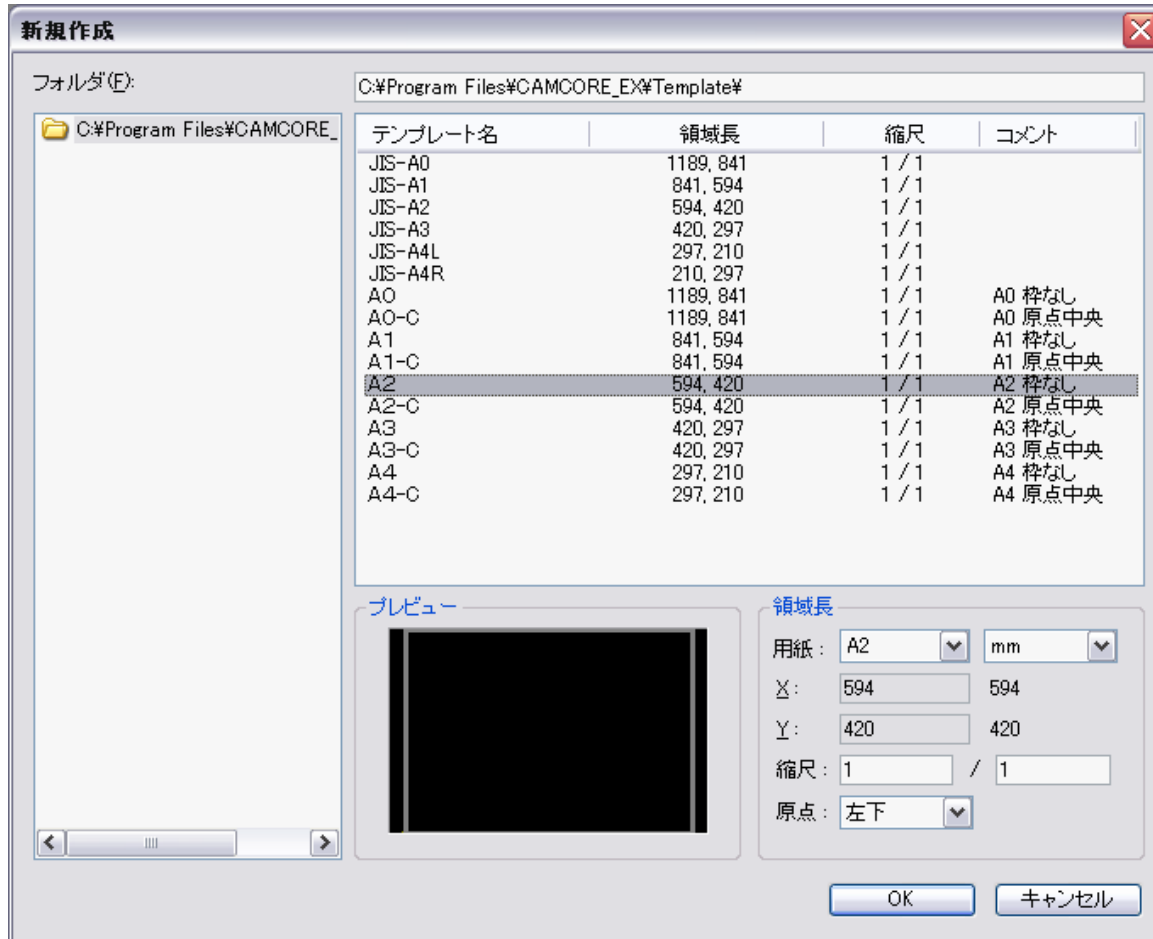 新規作成
フォルダ(F):
C:¥Program Files¥CAMCORE_EX¥Template¥
C:¥Program Files¥CAMCORE_
テンプレート名 領域長 縮尺 コメント
JIS-A0 1189, 841 1 / 1
JIS-A1 841, 594 1 / 1
JIS-A2 594, 420 1 / 1
JIS-A3 420, 297 1 / 1
JIS-A4L 297, 210 1 / 1
JIS-A4R 210, 297 1 / 1
A0 1189, 841 1 / 1 A0 枠なし
A0-C 1189, 841 1 / 1 A0 原点中央
A1 841, 594 1 / 1 A1 枠なし
A1-C 841, 594 1 / 1 A1 原点中央
A2 594, 420 1 / 1 A2 枠なし
A2-C 594, 420 1 / 1 A2 原点中央
A3 420, 297 1 / 1 A3 枠なし
A3-C 420, 297 1 / 1 A3 原点中央
A4 297, 210 1 / 1 A4 枠なし
A4-C 297, 210 1 / 1 A4 原点中央
プレビュー
領域長
用紙: A2 mm
X: 594 594
Y: 420 420
縮尺: 1 / 1
原点: 左下
OK キャンセル